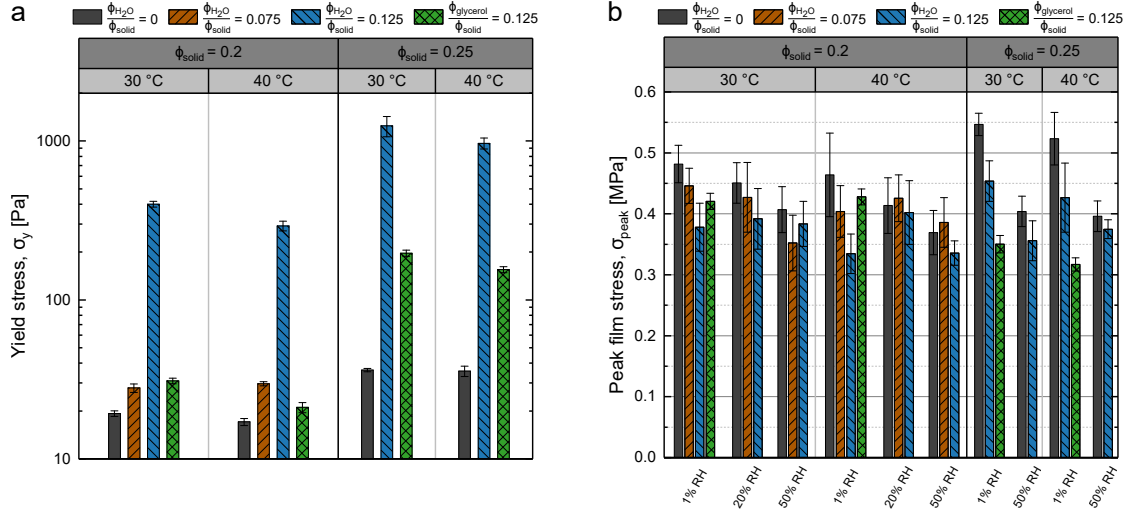 a
ϕH₂O/ϕsolid = 0
ϕH₂O/ϕsolid = 0.075
ϕH₂O/ϕsolid = 0.125
ϕglycerol/ϕsolid = 0.125
ϕsolid = 0.2
ϕsolid = 0.25
30 °C
40 °C
30 °C
40 °C
Yield stress, σy [Pa]
1000
100
10
b
ϕH₂O/ϕsolid = 0
ϕH₂O/ϕsolid = 0.075
ϕH₂O/ϕsolid = 0.125
ϕglycerol/ϕsolid = 0.125
ϕsolid = 0.2
ϕsolid = 0.25
30 °C
40 °C
30 °C
40 °C
Peak film stress, σpeak [MPa]
0.6
0.5
0.4
0.3
0.2
0.1
0.0
1% RH
20% RH
50% RH
1% RH
20% RH
50% RH
1% RH
50% RH
1% RH
50% RH